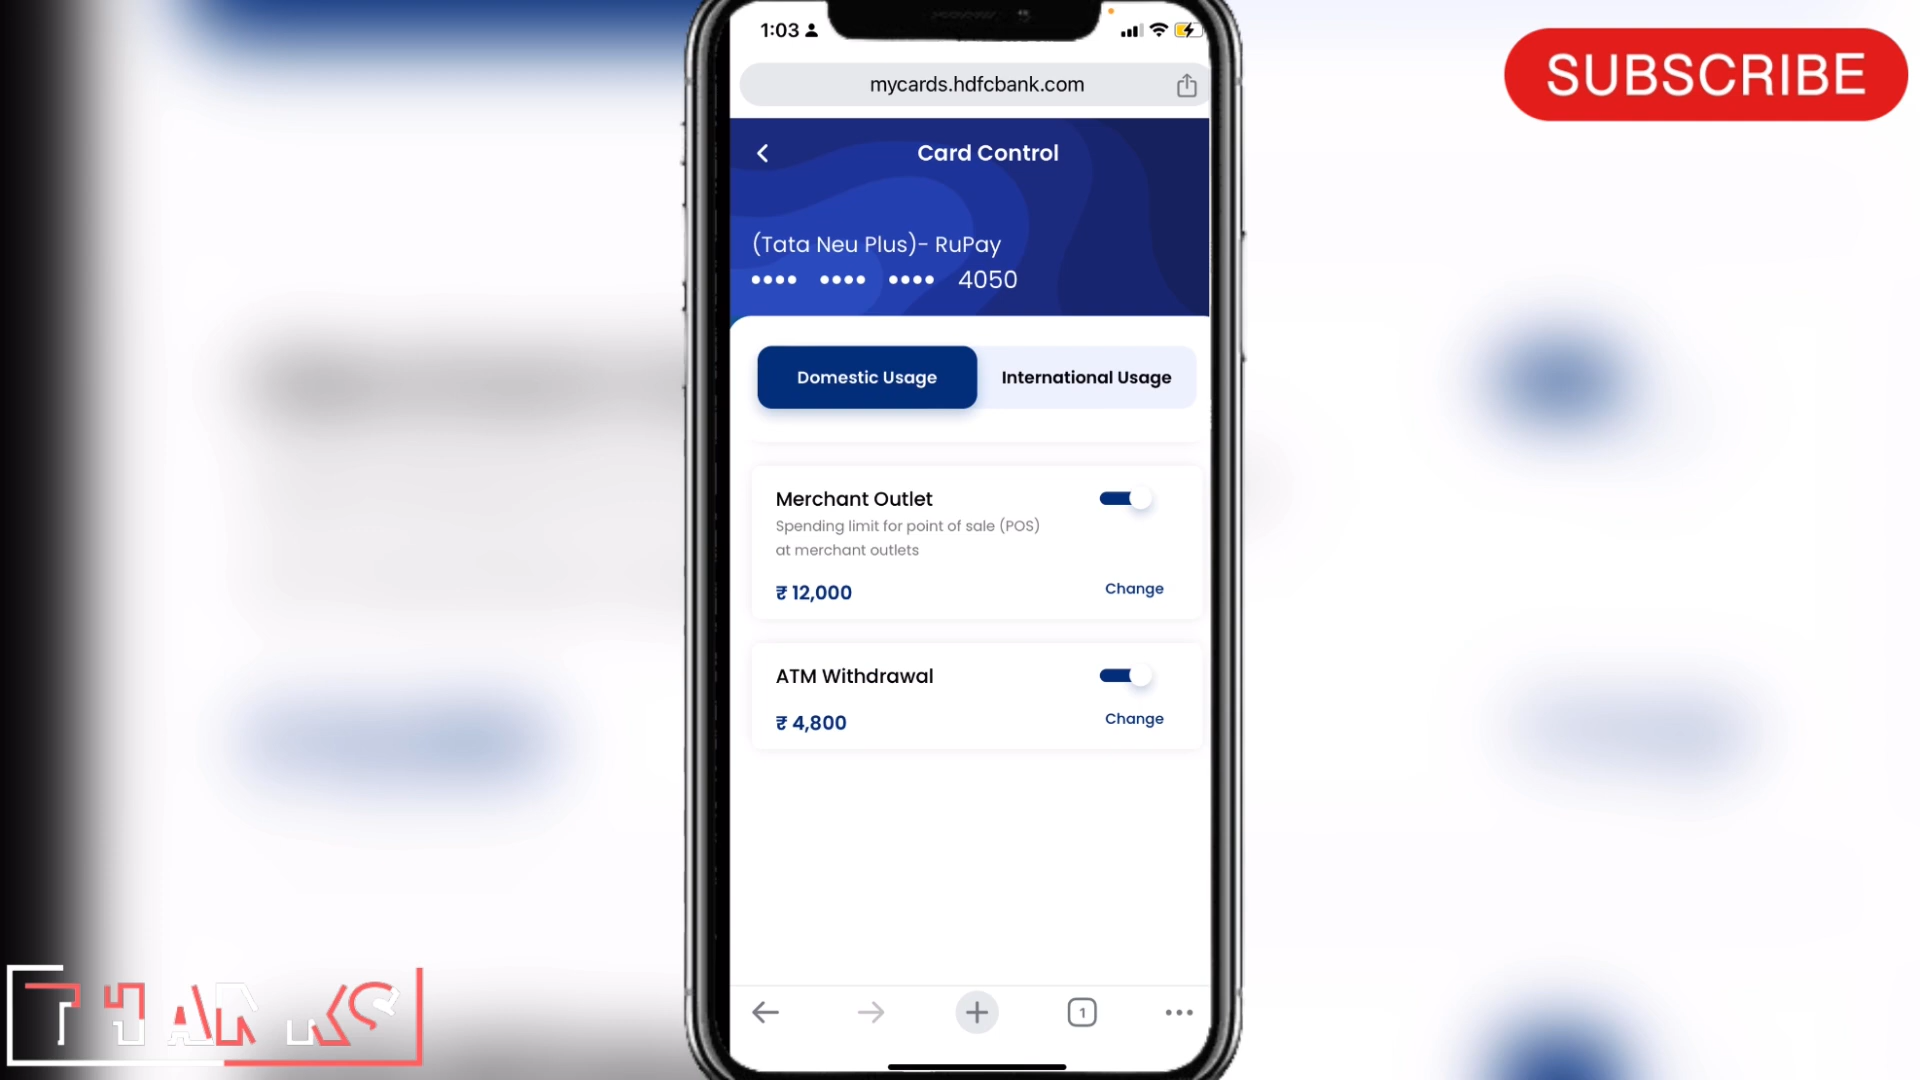 1:03
mycards.hdfcbank.com
SUBSCRIBE
Card Control
(Tata Neu Plus)- RuPay
•••• •••• •••• 4050
Domestic Usage
International Usage
Merchant Outlet
Spending limit for point of sale (POS)
at merchant outlets
₹ 12,000
Change
ATM Withdrawal
₹ 4,800
Change
1
THANKS